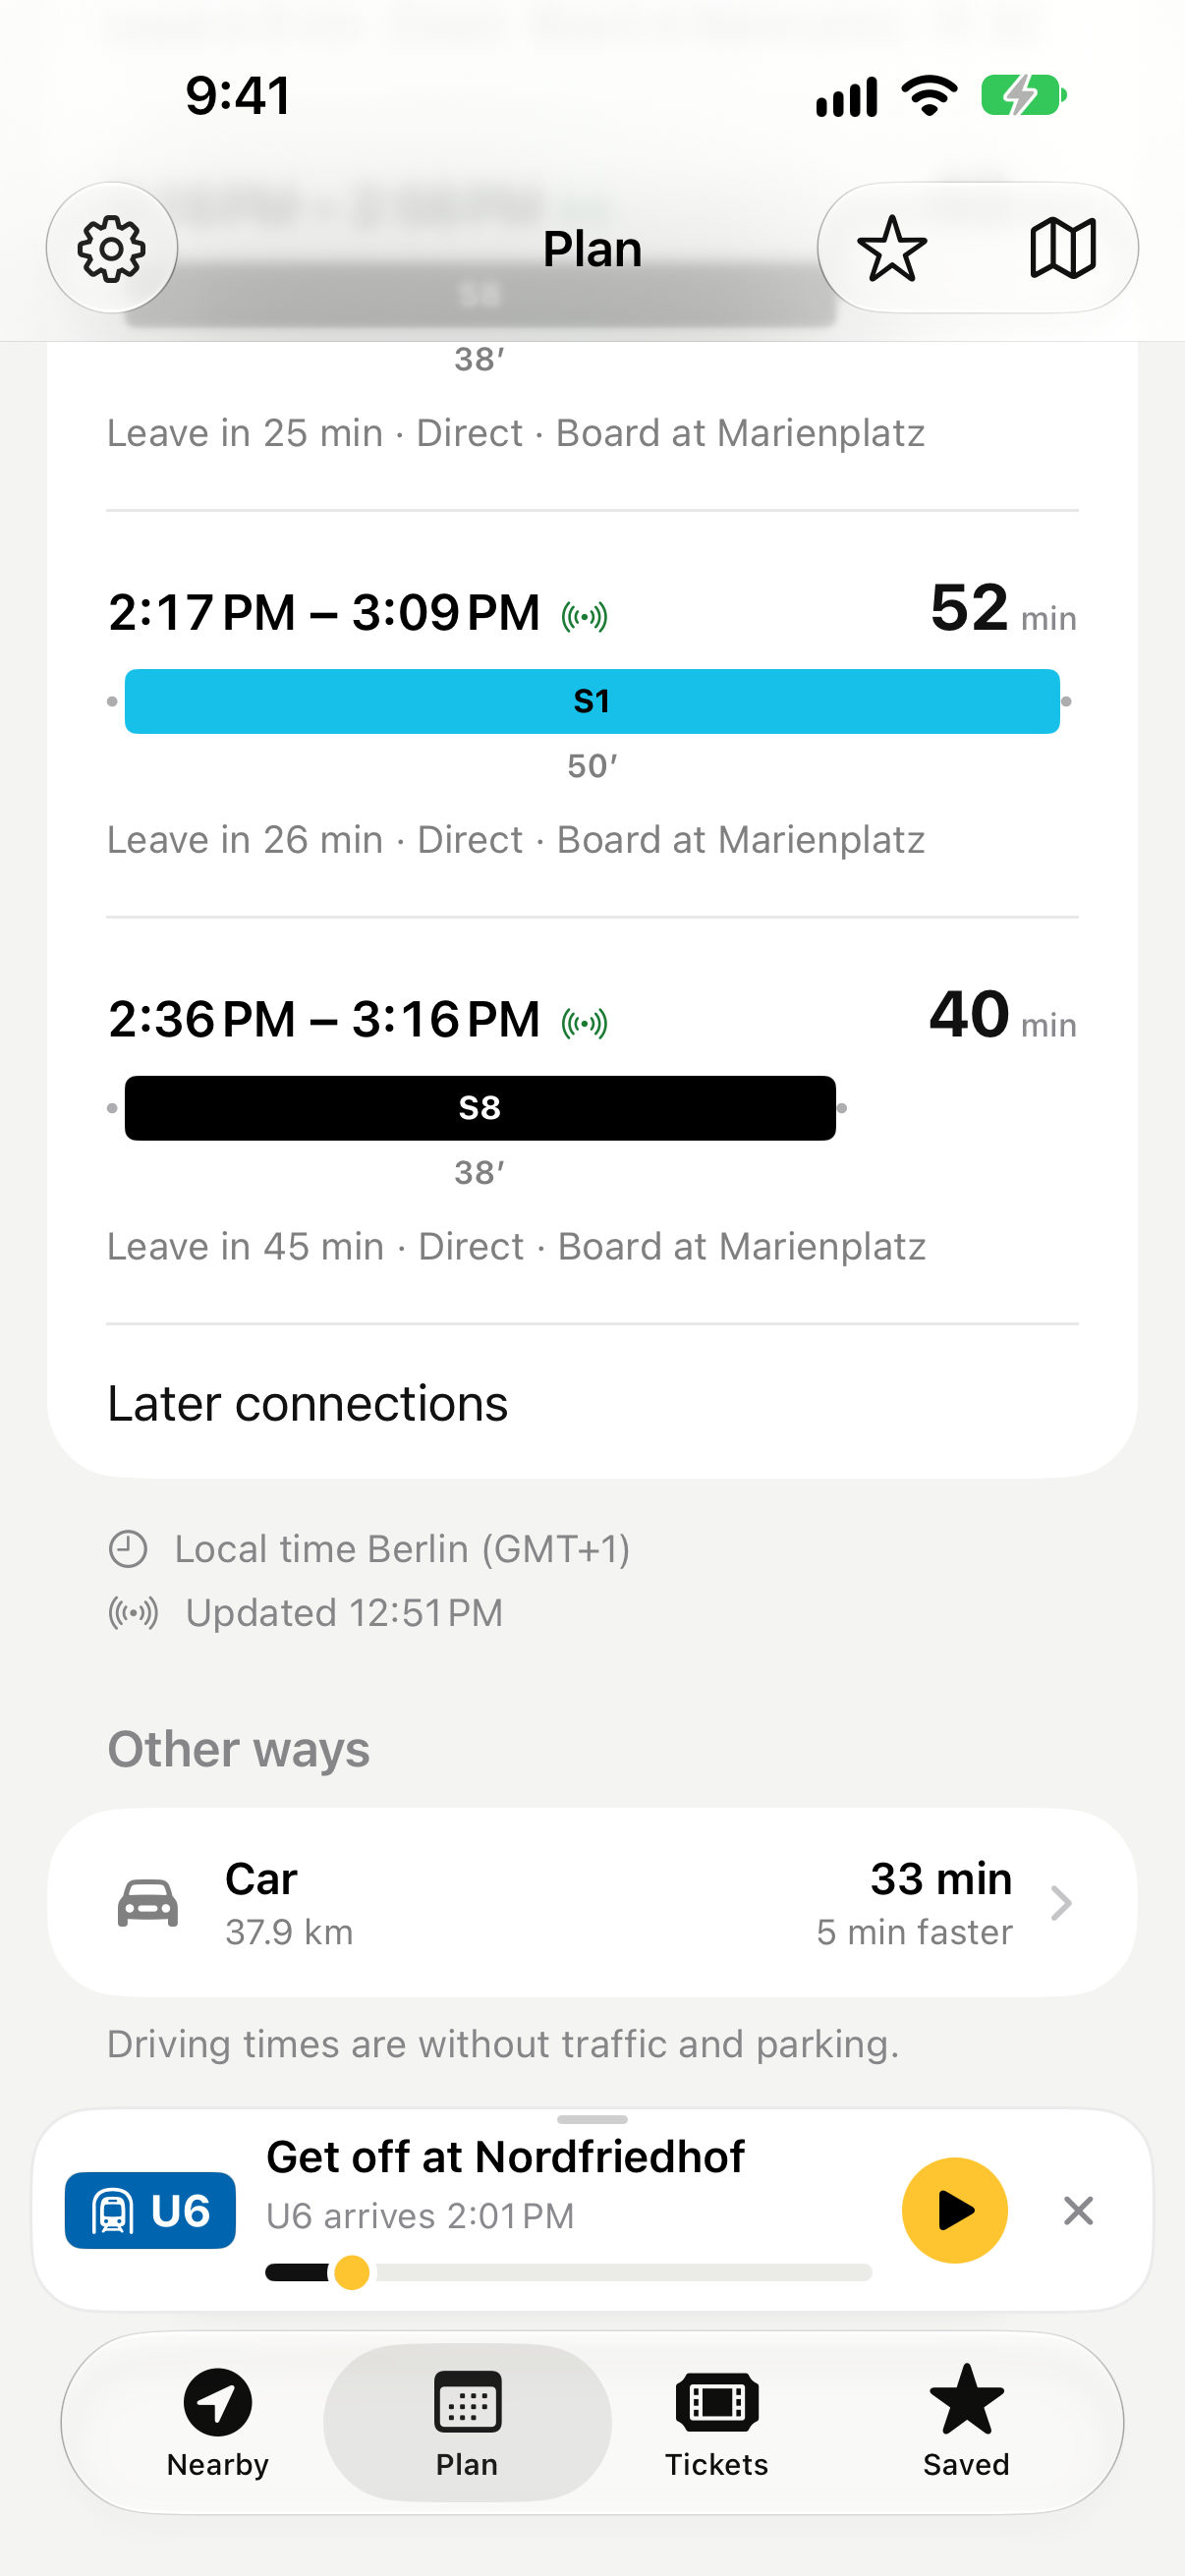 9:41
Plan
S8
38′
Leave in 25 min · Direct · Board at Marienplatz
2:17 PM – 3:09 PM
52 min
S1
50′
Leave in 26 min · Direct · Board at Marienplatz
2:36 PM – 3:16 PM
40 min
S8
38′
Leave in 45 min · Direct · Board at Marienplatz
Later connections
Local time Berlin (GMT+1)
Updated 12:51 PM
Other ways
Car
33 min
37.9 km
5 min faster
Driving times are without traffic and parking.
Get off at Nordfriedhof
U6
U6 arrives 2:01 PM
Nearby
Plan
Tickets
Saved